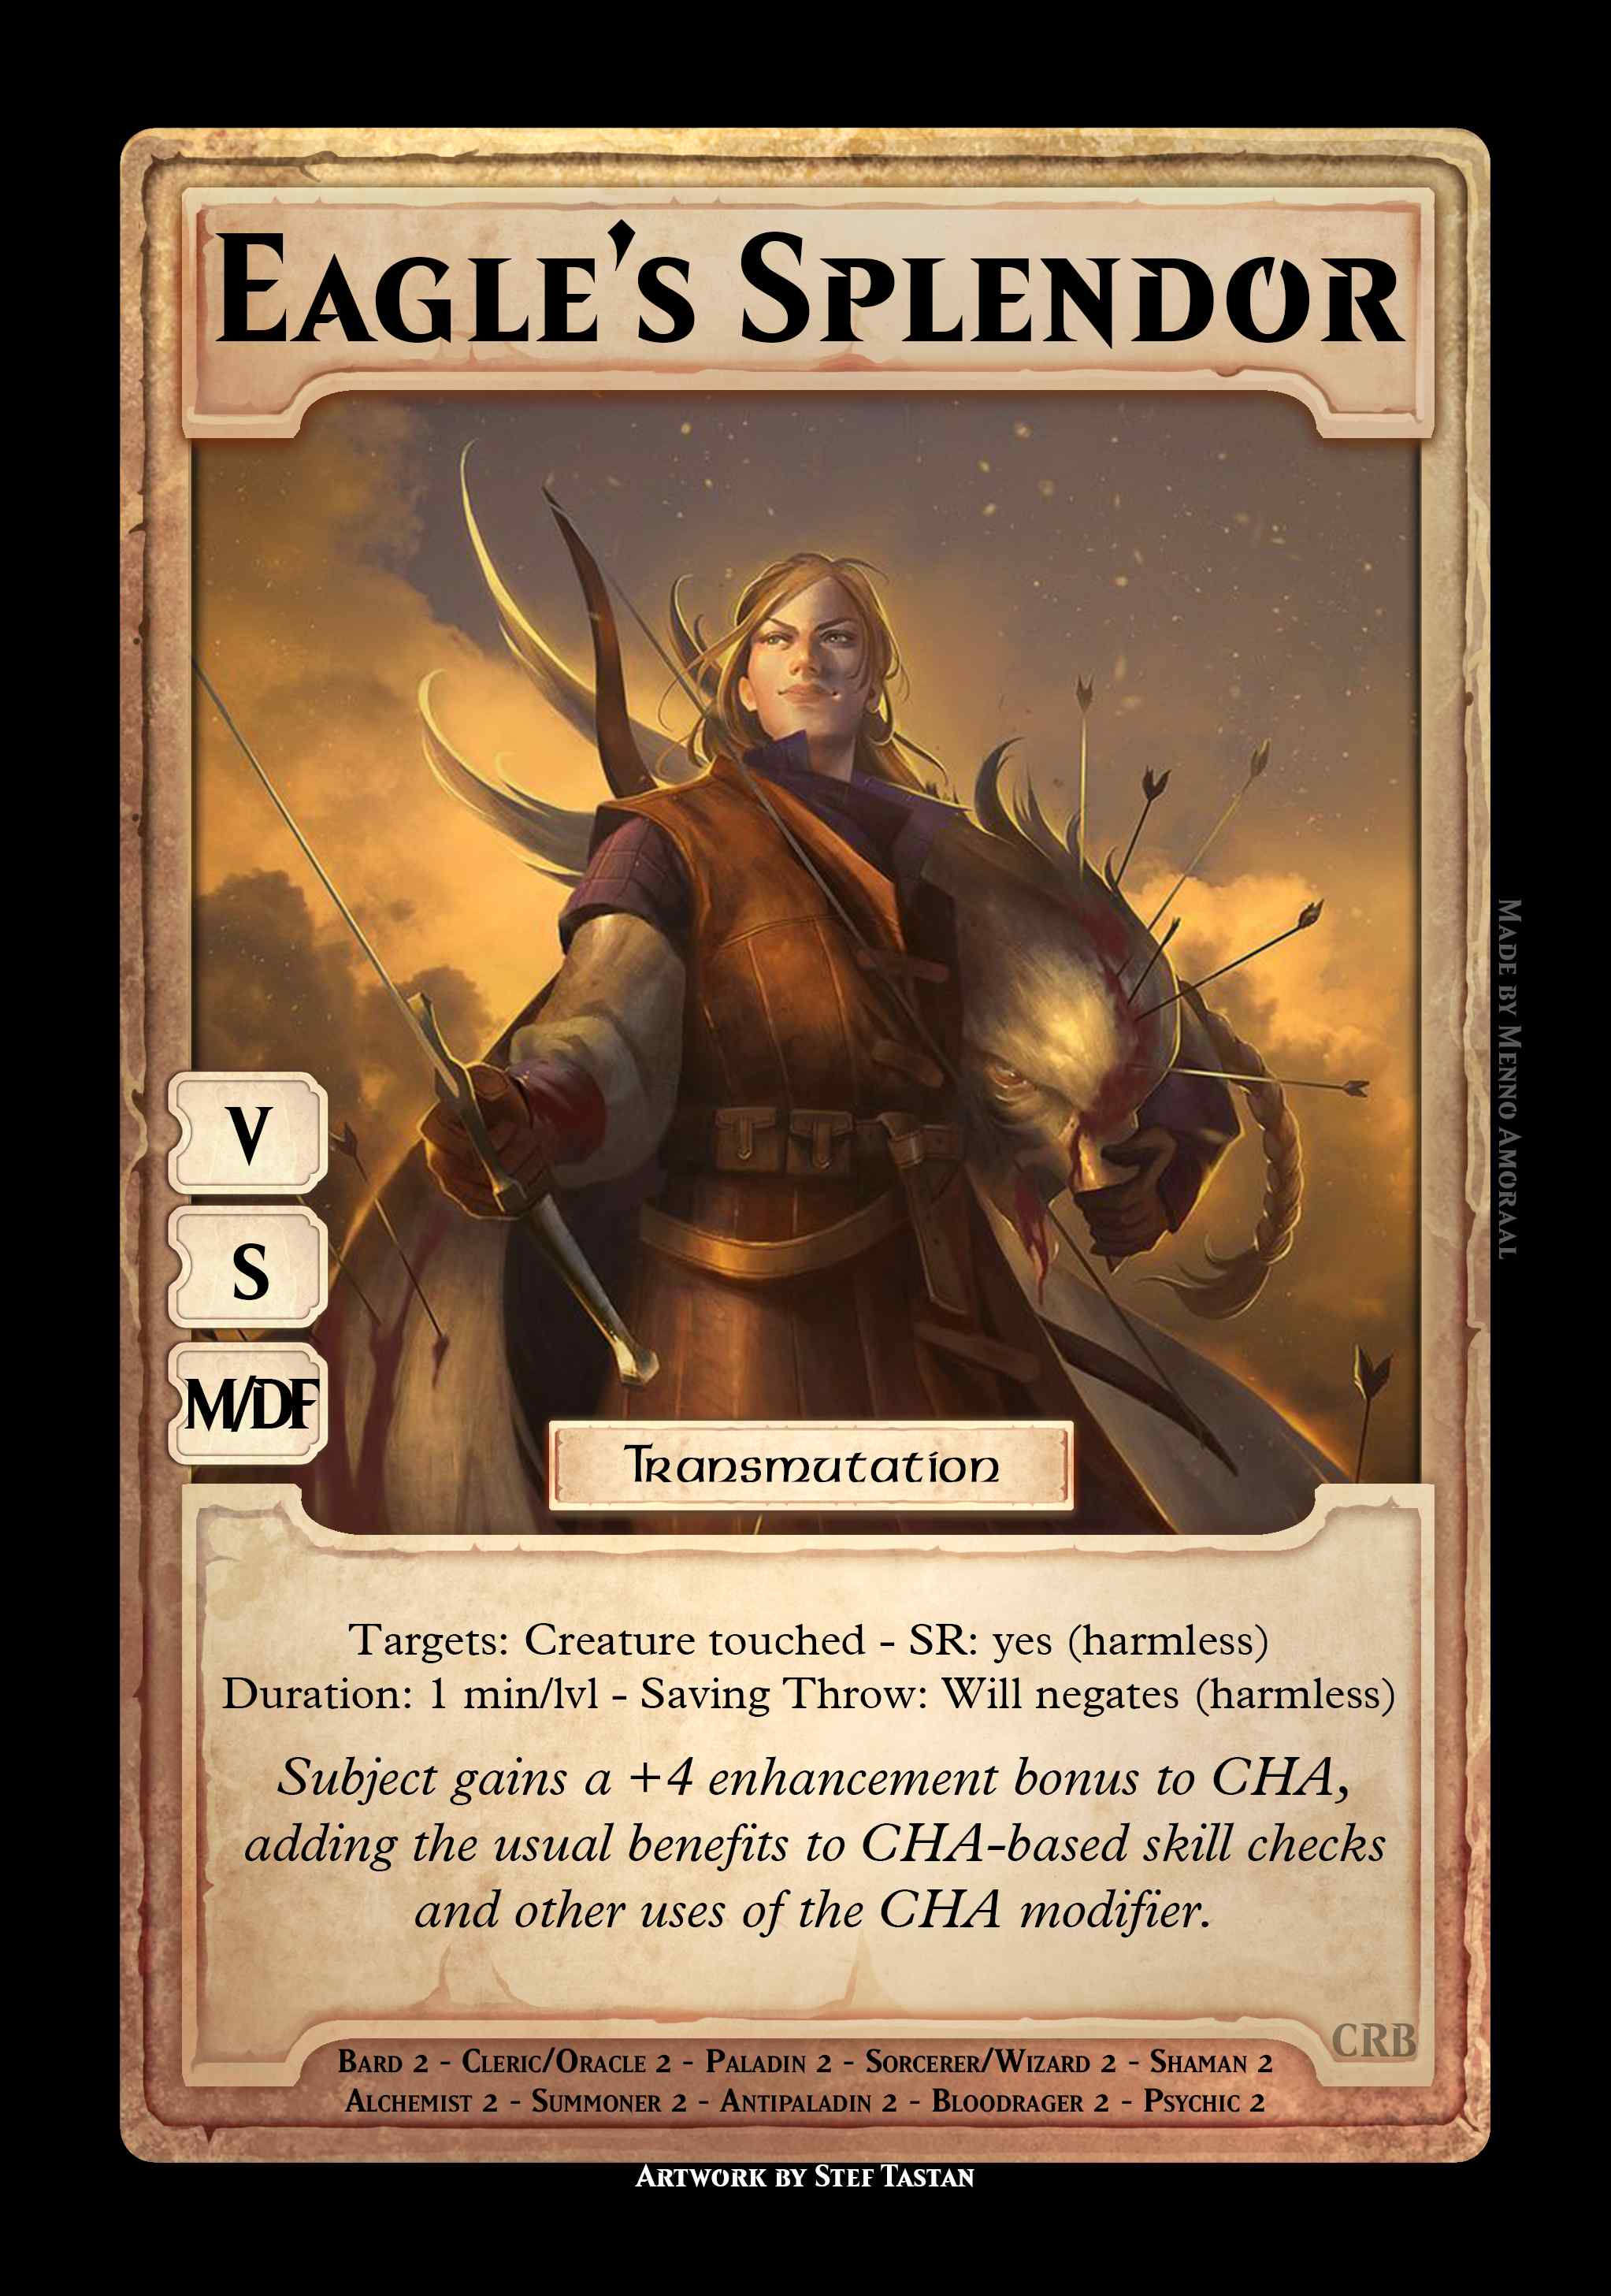 Eagle's Splendor
V
S
M/DF
Transmutation
Targets: Creature touched - SR: yes (harmless)
Duration: 1 min/lvl - Saving Throw: Will negates (harmless)
Subject gains a +4 enhancement bonus to CHA,
adding the usual benefits to CHA-based skill checks
and other uses of the CHA modifier.
CRB
Bard 2 - Cleric/Oracle 2 - Paladin 2 - Sorcerer/Wizard 2 - Shaman 2
Alchemist 2 - Summoner 2 - Antipaladin 2 - Bloodrager 2 - Psychic 2
Artwork by Stef Tastan
Made by Menno Amoraal